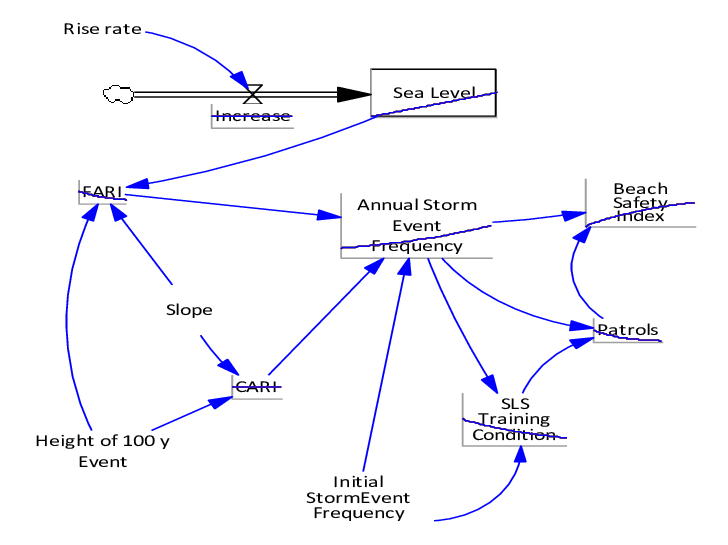 Rise rate
Sea Level
Increase
FARI
Annual Storm
Event
Frequency
Beach
Safety
Index
Slope
Patrols
CARI
SLS
Training
Condition
Height of 100 y
Event
Initial
StormEvent
Frequency